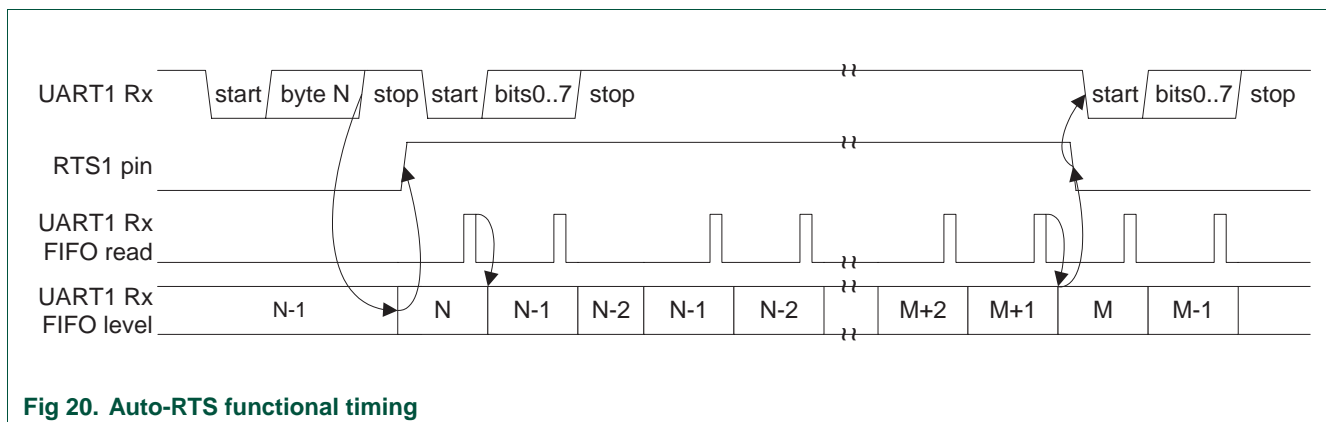 UART1 Rx
start byte N stop start bits0..7 stop start bits0..7 stop
RTS1 pin
UART1 Rx
FIFO read
UART1 Rx
FIFO level
N-1 N N-1 N-2 N-1 N-2 M+2 M+1 M M-1
Fig 20. Auto-RTS functional timing